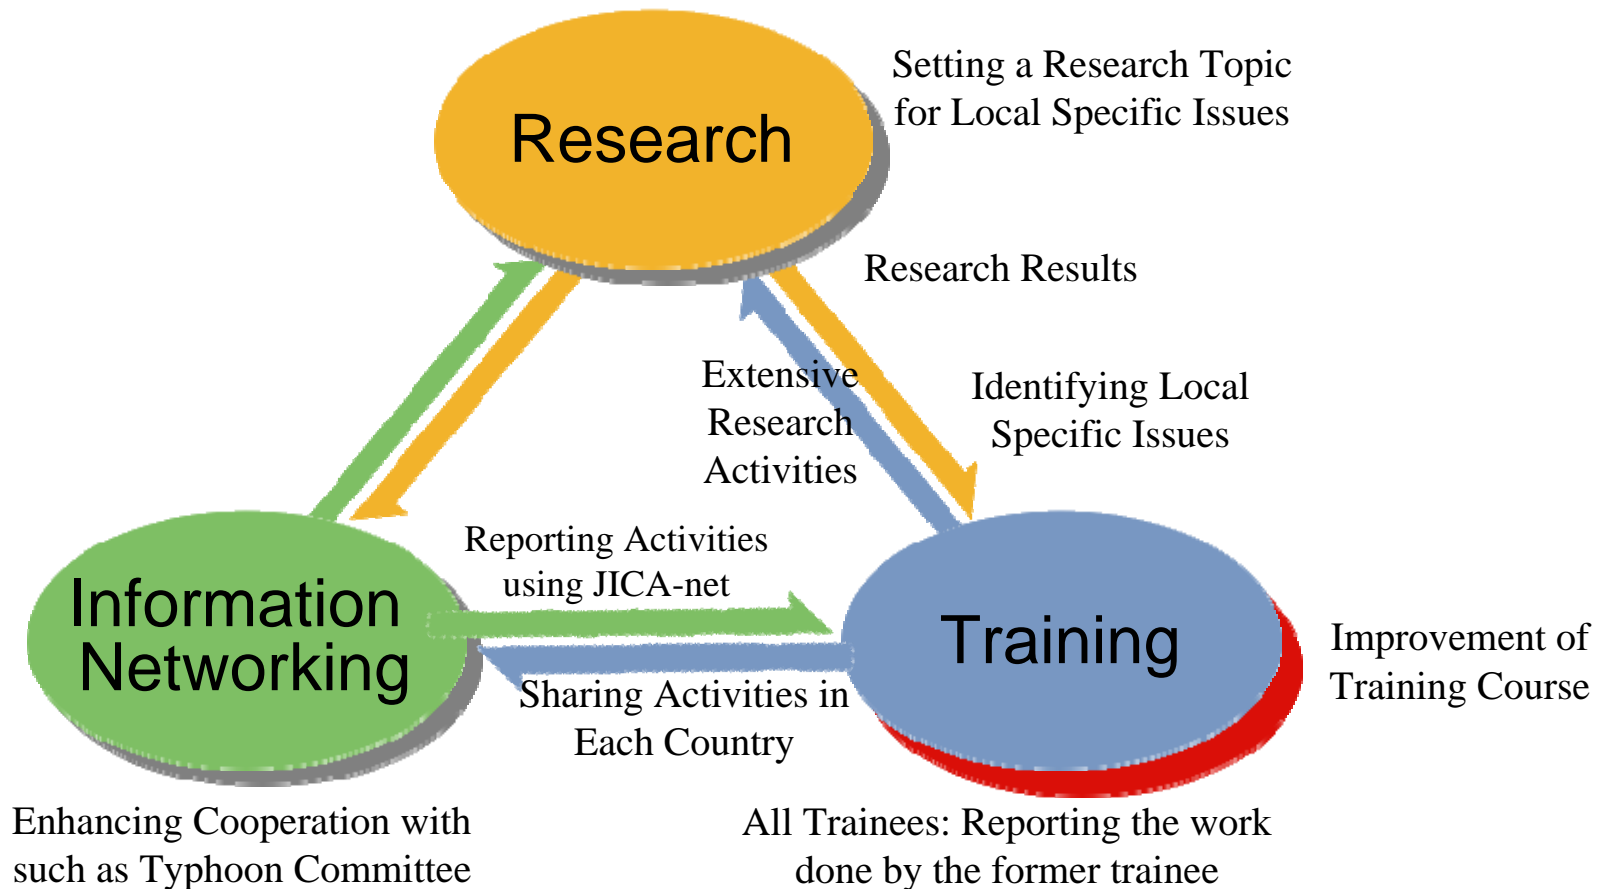 Setting a Research Topic
for Local Specific Issues
Research
Research Results
Extensive
Research
Activities
Identifying Local
Specific Issues
Reporting Activities
using JICA-net
Information
Networking
Training
Improvement of
Training Course
Sharing Activities in
Each Country
Enhancing Cooperation with
such as Typhoon Committee
All Trainees: Reporting the work
done by the former trainee